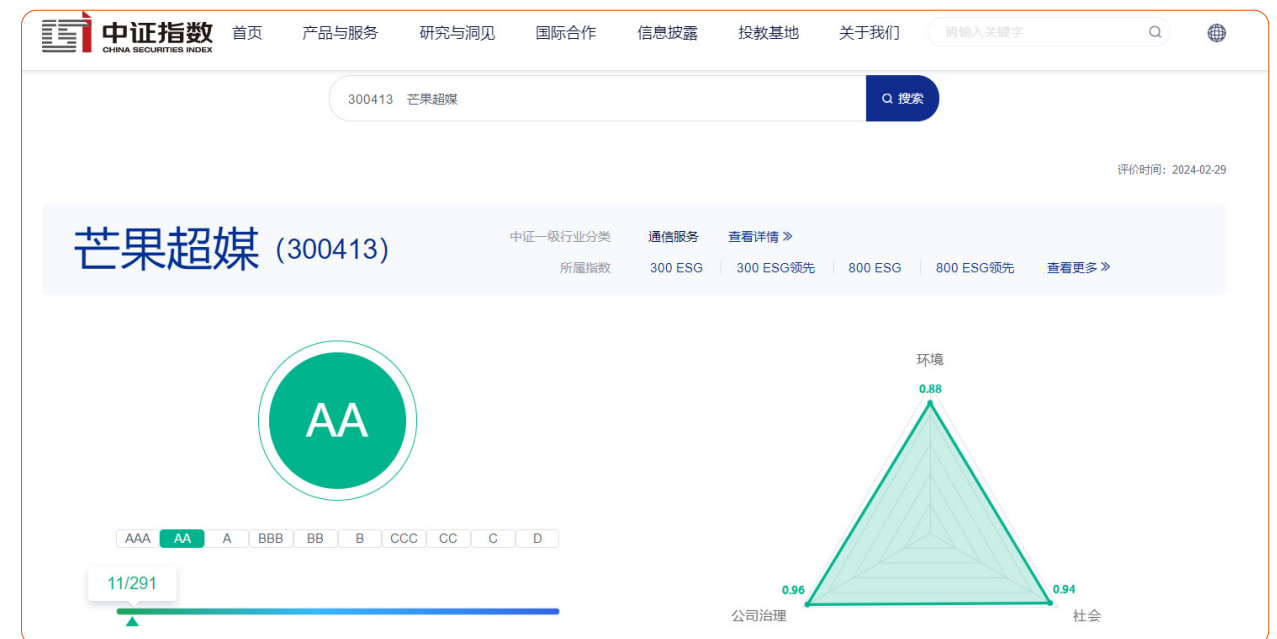 中证指数
CHINA SECURITIES INDEX
首页 产品与服务 研究与洞见 国际合作 信息披露 投教基地 关于我们 请输入关键字
300413 芒果超媒 搜索
评价时间：2024-02-29
芒果超媒（300413）
中证一级行业分类 通信服务 查看详情 》
所属指数 300 ESG 300 ESG领先 800 ESG 800 ESG领先 查看更多 》
AA
AAA AA A BBB BB B CCC CC C D
11/291
环境
0.88
0.96
公司治理
0.94
社会